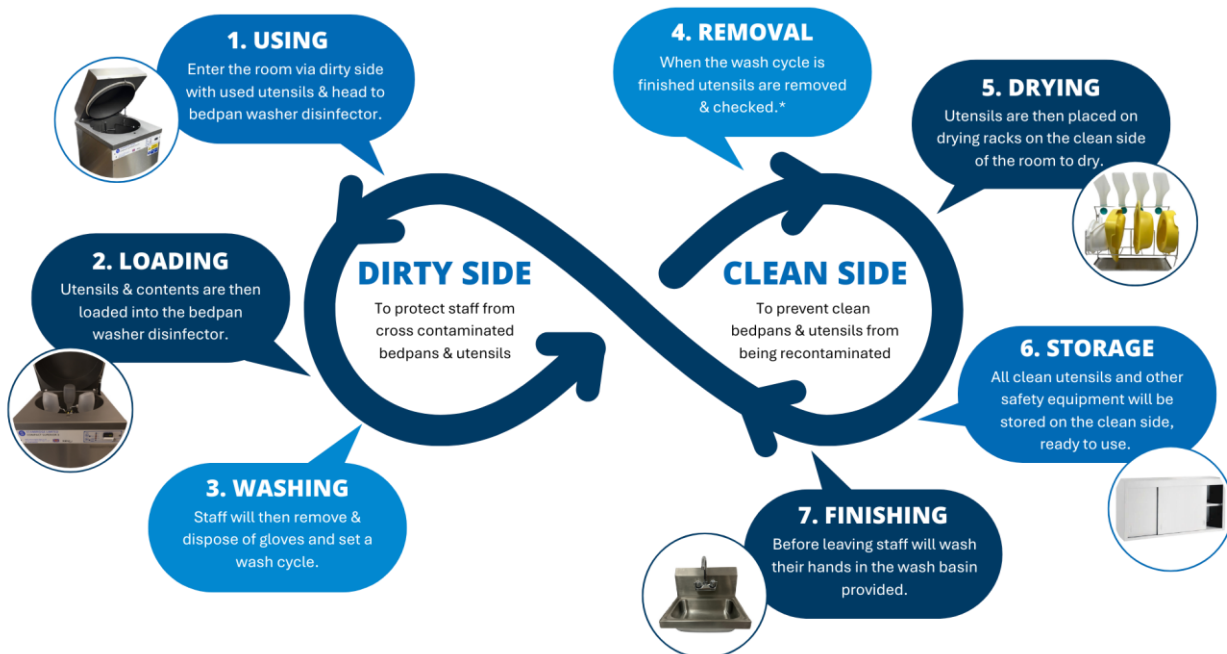 1. USING
Enter the room via dirty side
with used utensils & head to
bedpan washer disinfector.
4. REMOVAL
When the wash cycle is
finished utensils are removed
& checked.*
5. DRYING
Utensils are then placed on
drying racks on the clean side
of the room to dry.
2. LOADING
Utensils & contents are then
loaded into the bedpan
washer disinfector.
DIRTY SIDE
To protect staff from
cross contaminated
bedpans & utensils
CLEAN SIDE
To prevent clean
bedpans & utensils from
being recontaminated
6. STORAGE
All clean utensils and other
safety equipment will be
stored on the clean side,
ready to use.
3. WASHING
Staff will then remove &
dispose of gloves and set a
wash cycle.
7. FINISHING
Before leaving staff will wash
their hands in the wash basin
provided.